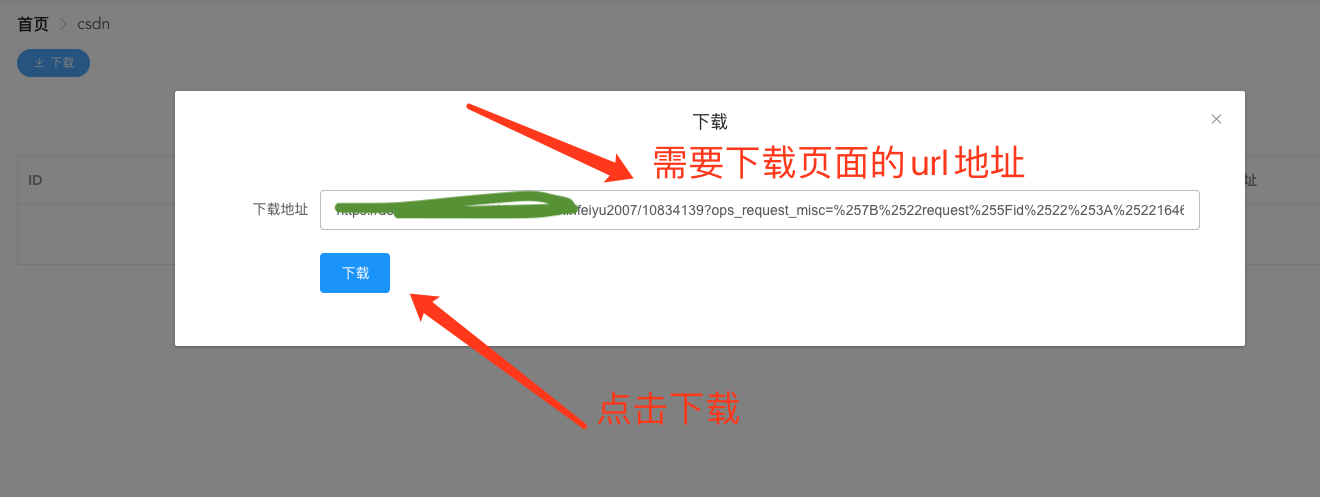 首页 > csdn
下载
下载
需要下载页面的url地址
ID
址
下载地址
feiyu2007/10834139?ops_request_misc=%257B%2522request%255Fid%2522%253A%25221646
下载
点击下载